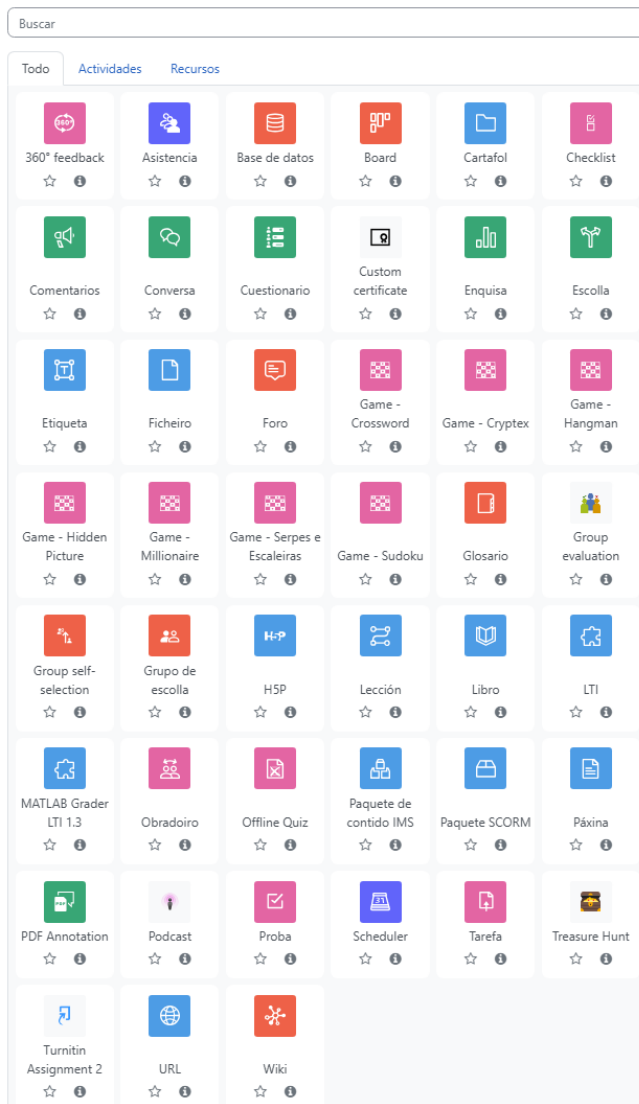 Buscar
Todo Actividades Recursos
360° feedback
Asistencia
Base de datos
Board
Cartafol
Checklist
Comentarios
Conversa
Cuestionario
Custom
certificate
Enquisa
Escolla
Etiqueta
Ficheiro
Foro
Game -
Crossword
Game - Cryptex
Game -
Hangman
Game - Hidden
Picture
Game -
Millionaire
Game - Serpes e
Escaleiras
Game - Sudoku
Glosario
Group
evaluation
Group self-
selection
Grupo de
escolla
H5P
H5P
Lección
Libro
LTI
MATLAB Grader
LTI 1.3
Obradoiro
Offline Quiz
Paquete de
contido IMS
Paquete SCORM
Páxina
PDF
PDF Annotation
Podcast
Proba
31
Scheduler
Tarefa
Treasure Hunt
Turnitin
Assignment 2
URL
Wiki